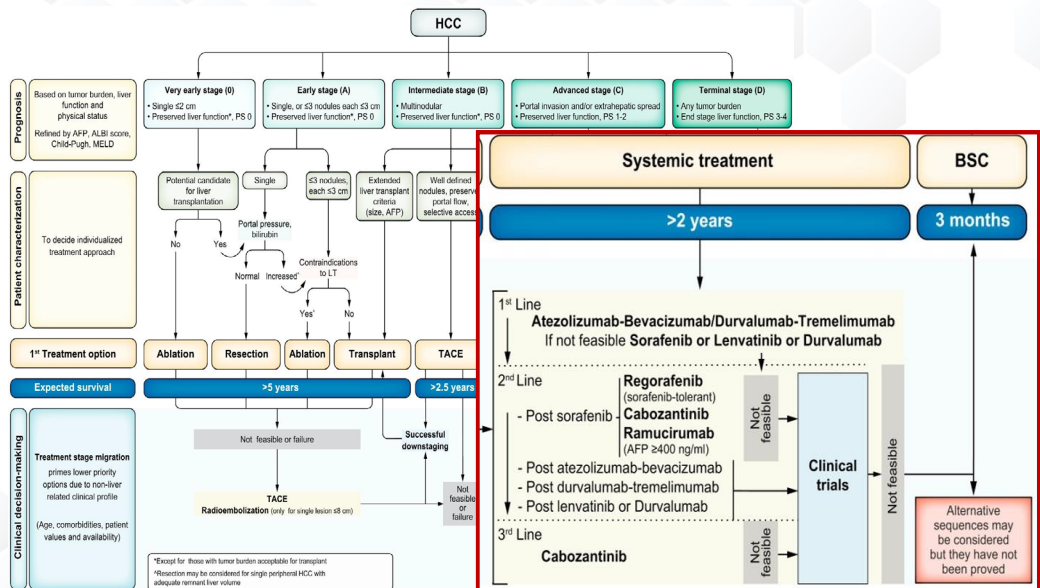 HCC
Prognosis
Based on tumor burden, liver
function and
physical status
Refined by AFP, ALBI score,
Child-Pugh, MELD
Very early stage (0)
• Single ≤2 cm
• Preserved liver function*, PS 0
Early stage (A)
• Single, or ≤3 nodules each ≤3 cm
• Preserved liver function*, PS 0
Intermediate stage (B)
• Multinodular
• Preserved liver function*, PS 0
Advanced stage (C)
• Portal invasion and/or extrahepatic spread
• Preserved liver function, PS 1-2
Terminal stage (D)
• Any tumor burden
• End stage liver function, PS 3-4
Patient characterization
To decide individualized
treatment approach
Potential candidate
for liver
transplantation
Single
≤3 nodules,
each ≤3 cm
Extended
liver transplant
criteria
(size, AFP)
Well defined
nodules, preserve
portal flow,
selective access
No
Yes
Portal pressure,
bilirubin
Normal
Increased^
Contraindications
to LT
Yes^
No
1st Treatment option
Ablation
Resection
Ablation
Transplant
TACE
Expected survival
>5 years
>2.5 years
Clinical decision-making
Treatment stage migration
primes lower priority
options due to non-liver
related clinical profile
(Age, comorbidities, patient
values and availability)
Not feasible or failure
Successful
downstaging
TACE
Radioembolization (only for single lesion ≤8 cm)
Not
feasible
or
failure
*Except for those with tumor burden acceptable for transplant
^Resection may be considered for single peripheral HCC with
adequate remnant liver volume
Systemic treatment
BSC
>2 years
3 months
1st Line
Atezolizumab-Bevacizumab/Durvalumab-Tremelimumab
If not feasible Sorafenib or Lenvatinib or Durvalumab
2nd Line
- Post sorafenib
Regorafenib
(sorafenib-tolerant)
Cabozantinib
Ramucirumab
(AFP ≥400 ng/ml)
Not
feasible
- Post atezolizumab-bevacizumab
- Post durvalumab-tremelimumab
- Post lenvatinib or Durvalumab
Clinical
trials
Not feasible
3rd Line
Cabozantinib
Not
feasible
Alternative
sequences may
be considered
but they have not
been proved